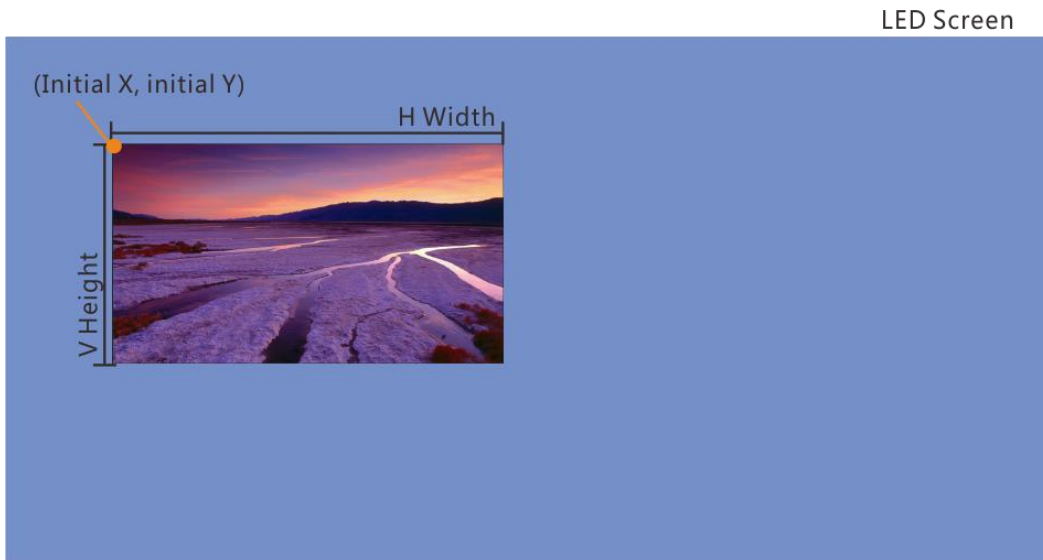 LED Screen
(Initial X, initial Y)
H Width
V Height